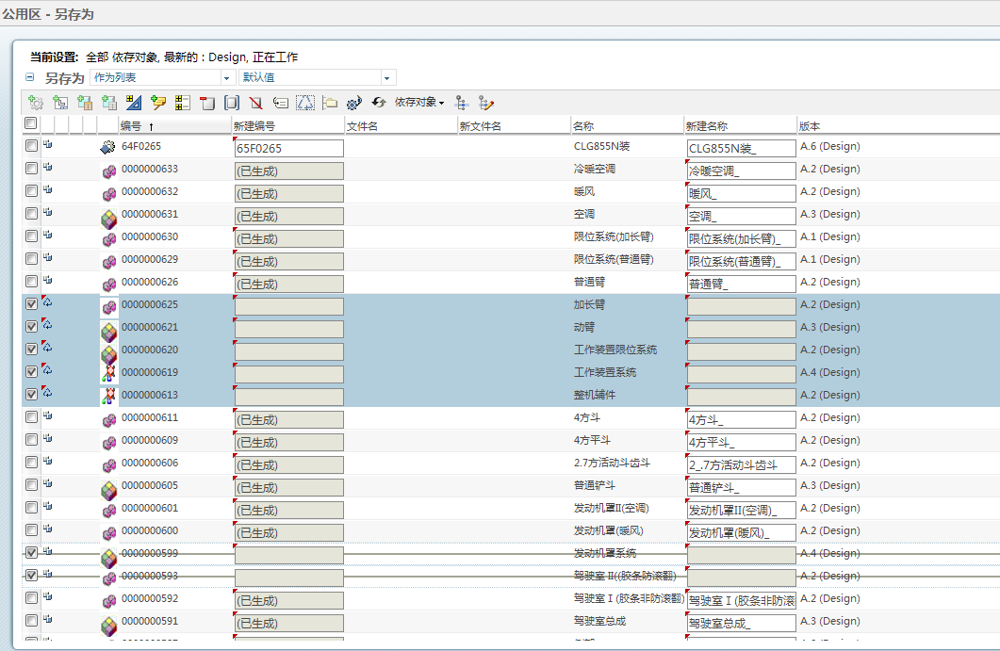 公用区 - 另存为
当前设置: 全部 依存对象, 最新的 : Design, 正在工作
另存为 作为列表 默认值
依存对象
编号 ↑ 新建编号 文件名 新文件名 名称 新建名称 版本
64F0265 65F0265 CLG855N装 CLG855N装_ A.6 (Design)
0000000633 (已生成) 冷暖空调 冷暖空调_ A.2 (Design)
0000000632 (已生成) 暖风 暖风_ A.2 (Design)
0000000631 (已生成) 空调 空调_ A.3 (Design)
0000000630 (已生成) 限位系统(加长臂) 限位系统(加长臂)_ A.1 (Design)
0000000629 (已生成) 限位系统(普通臂) 限位系统(普通臂)_ A.1 (Design)
0000000626 (已生成) 普通臂 普通臂_ A.2 (Design)
0000000625 加长臂 A.2 (Design)
0000000621 动臂 A.3 (Design)
0000000620 工作装置限位系统 A.2 (Design)
0000000619 工作装置系统 A.4 (Design)
0000000613 整机辅件 A.2 (Design)
0000000611 (已生成) 4方斗 4方斗_ A.2 (Design)
0000000609 (已生成) 4方平斗 4方平斗_ A.2 (Design)
0000000606 (已生成) 2.7方活动斗齿斗 2_.7方活动斗齿斗 A.2 (Design)
0000000605 (已生成) 普通铲斗 普通铲斗_ A.3 (Design)
0000000601 (已生成) 发动机罩II(空调) 发动机罩II(空调)_ A.2 (Design)
0000000600 (已生成) 发动机罩(暖风) 发动机罩(暖风)_ A.2 (Design)
0000000599 发动机罩系统 A.4 (Design)
0000000593 驾驶室 II((胶条防滚翻) A.2 (Design)
0000000592 (已生成) 驾驶室 I (胶条非防滚翻) 驾驶室 I (胶条非防滚 A.2 (Design)
0000000591 (已生成) 驾驶室总成 驾驶室总成_ A.3 (Design)